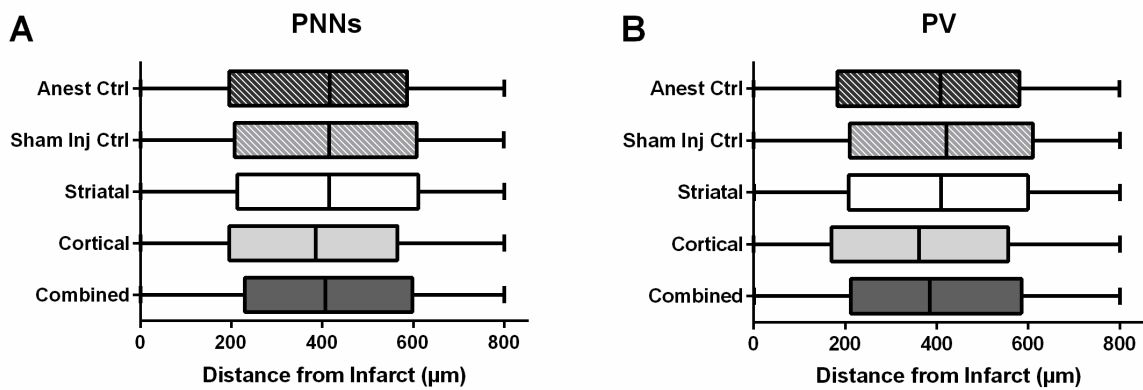 A
PNNs
Anest Ctrl
Sham Inj Ctrl
Striatal
Cortical
Combined
0 200 400 600 800
Distance from Infarct (µm)
B
PV
Anest Ctrl
Sham Inj Ctrl
Striatal
Cortical
Combined
0 200 400 600 800
Distance from Infarct (µm)